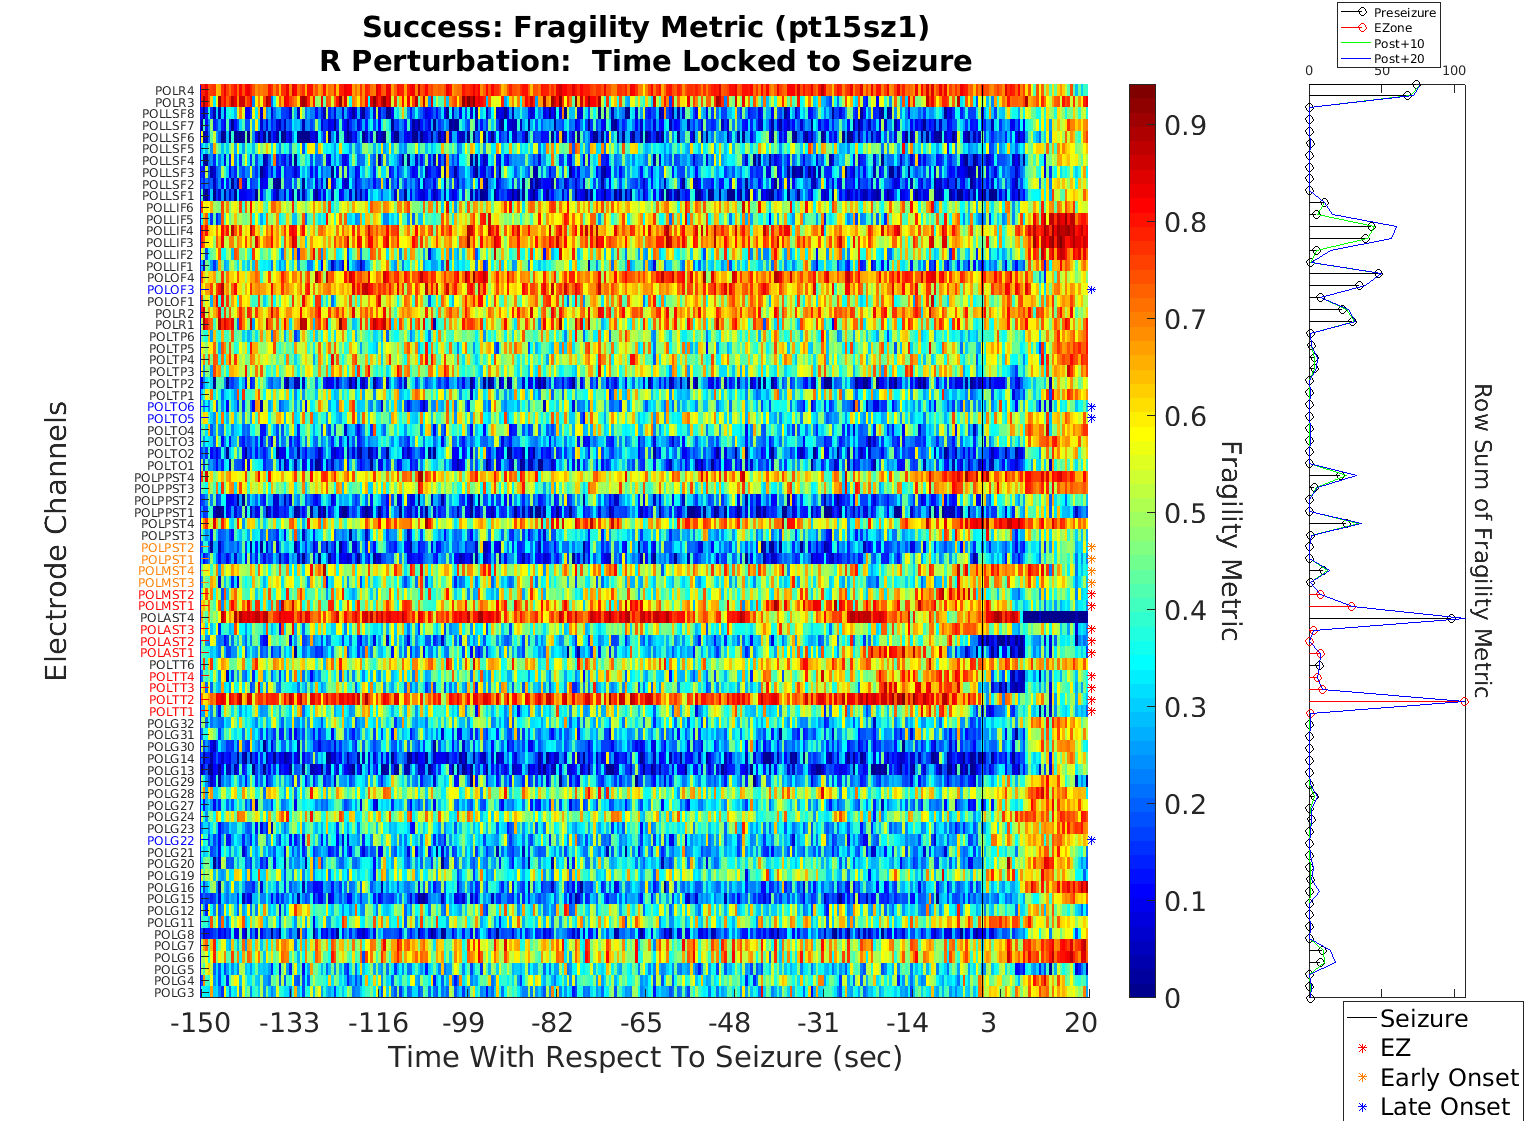 Success: Fragility Metric (pt15sz1)
R Perturbation:  Time Locked to Seizure
Electrode Channels
POLR4
POLR3
POLLSF8
POLLSF7
POLLSF6
POLLSF5
POLLSF4
POLLSF3
POLLSF2
POLLSF1
POLLIF6
POLLIF5
POLLIF4
POLLIF3
POLLIF2
POLLIF1
POLOF4
POLOF3
POLOF1
POLR2
POLR1
POLTP6
POLTP5
POLTP4
POLTP3
POLTP2
POLTP1
POLTO6
POLTO5
POLTO4
POLTO3
POLTO2
POLTO1
POLPPST4
POLPPST3
POLPPST2
POLPPST1
POLPST4
POLPST3
POLPST2
POLPST1
POLMST4
POLMST3
POLMST2
POLMST1
POLAST4
POLAST3
POLAST2
POLAST1
POLTT6
POLTT4
POLTT3
POLTT2
POLTT1
POLG32
POLG31
POLG30
POLG14
POLG13
POLG29
POLG28
POLG27
POLG24
POLG23
POLG22
POLG21
POLG20
POLG19
POLG16
POLG15
POLG12
POLG11
POLG8
POLG7
POLG6
POLG5
POLG4
POLG3
-150 -133 -116 -99 -82 -65 -48 -31 -14 3 20
Time With Respect To Seizure (sec)
0.9
0.8
0.7
0.6
0.5
0.4
0.3
0.2
0.1
0
Fragility Metric
Preseizure
EZone
Post+10
Post+20
0 50 100
Row Sum of Fragility Metric
Seizure
EZ
Early Onset
Late Onset